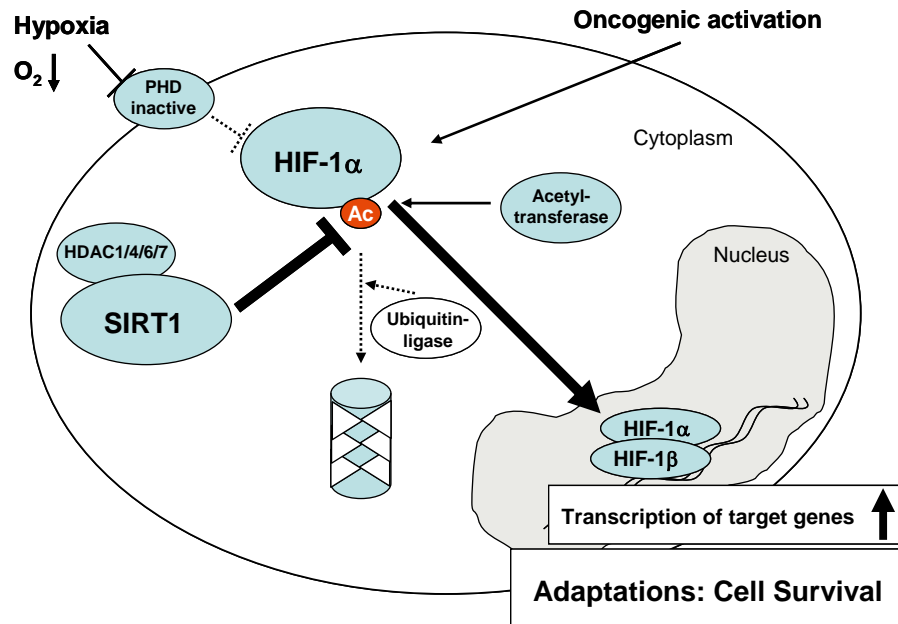 Hypoxia
O₂
Oncogenic activation
PHD
inactive
HIF-1α
Cytoplasm
Ac
Acetyl-
transferase
HDAC1/4/6/7
SIRT1
Nucleus
Ubiquitin-
ligase
HIF-1α
HIF-1β
Transcription of target genes
Adaptations: Cell Survival